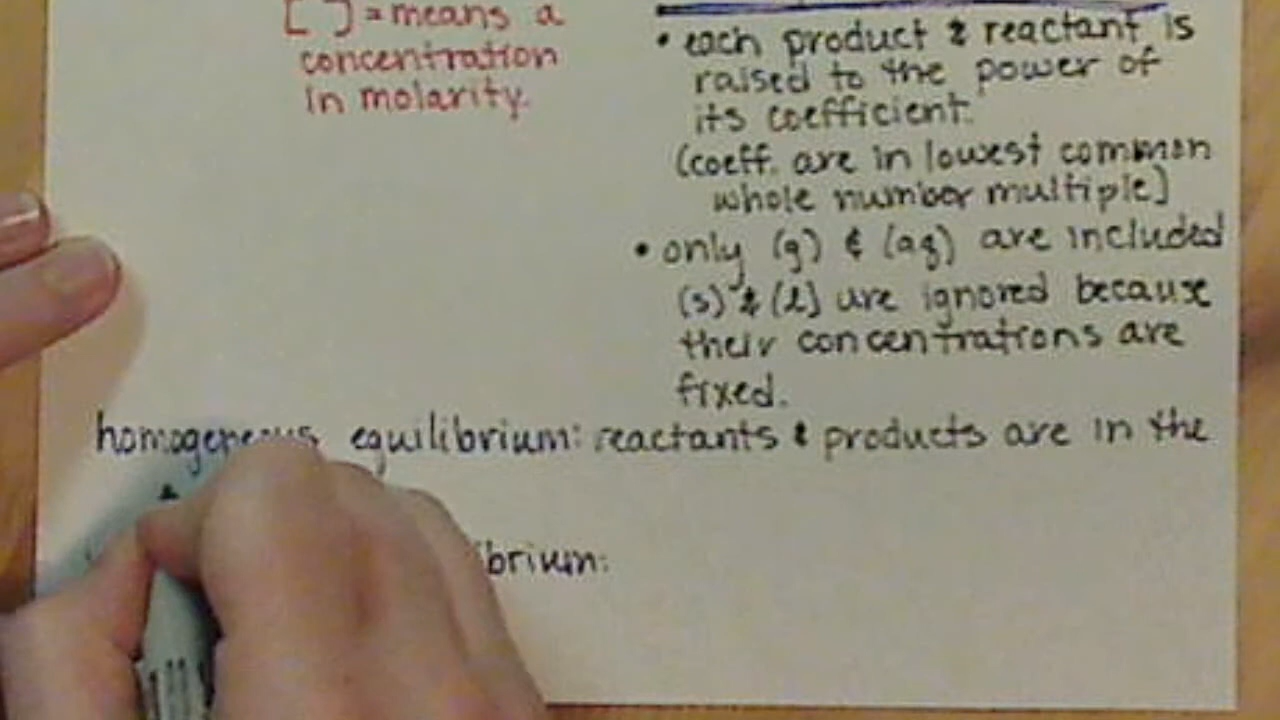 [ ] = means a
concentration
in molarity.
• each product & reactant is
raised to the power of
its coefficient.
(coeff. are in lowest common
whole number multiple)
• only (g) & (aq) are included
(s) & (l) are ignored because
their concentrations are
fixed.
homogeneous equilibrium: reactants & products are in the
brium: